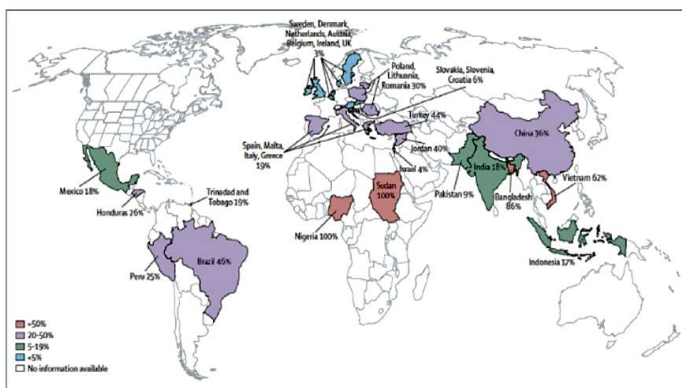 Sweden, Denmark,
Netherlands, Austria,
Belgium, Ireland, UK
3%
Poland,
Lithuania,
Romania 30%
Slovakia, Slovenia,
Croatia 6%
Turkey 44%
China 36%
Spain, Malta,
Italy, Greece
19%
Jordan 40%
Israel 4%
India 18%
Vietnam 62%
Mexico 18%
Trinidad and
Tobago 19%
Sudan
100%
Pakistan 9%
Bangladesh
86%
Honduras 26%
Nigeria 100%
Brazil 46%
Indonesia 17%
Peru 25%
>50%
20-50%
5-19%
<5%
No information available